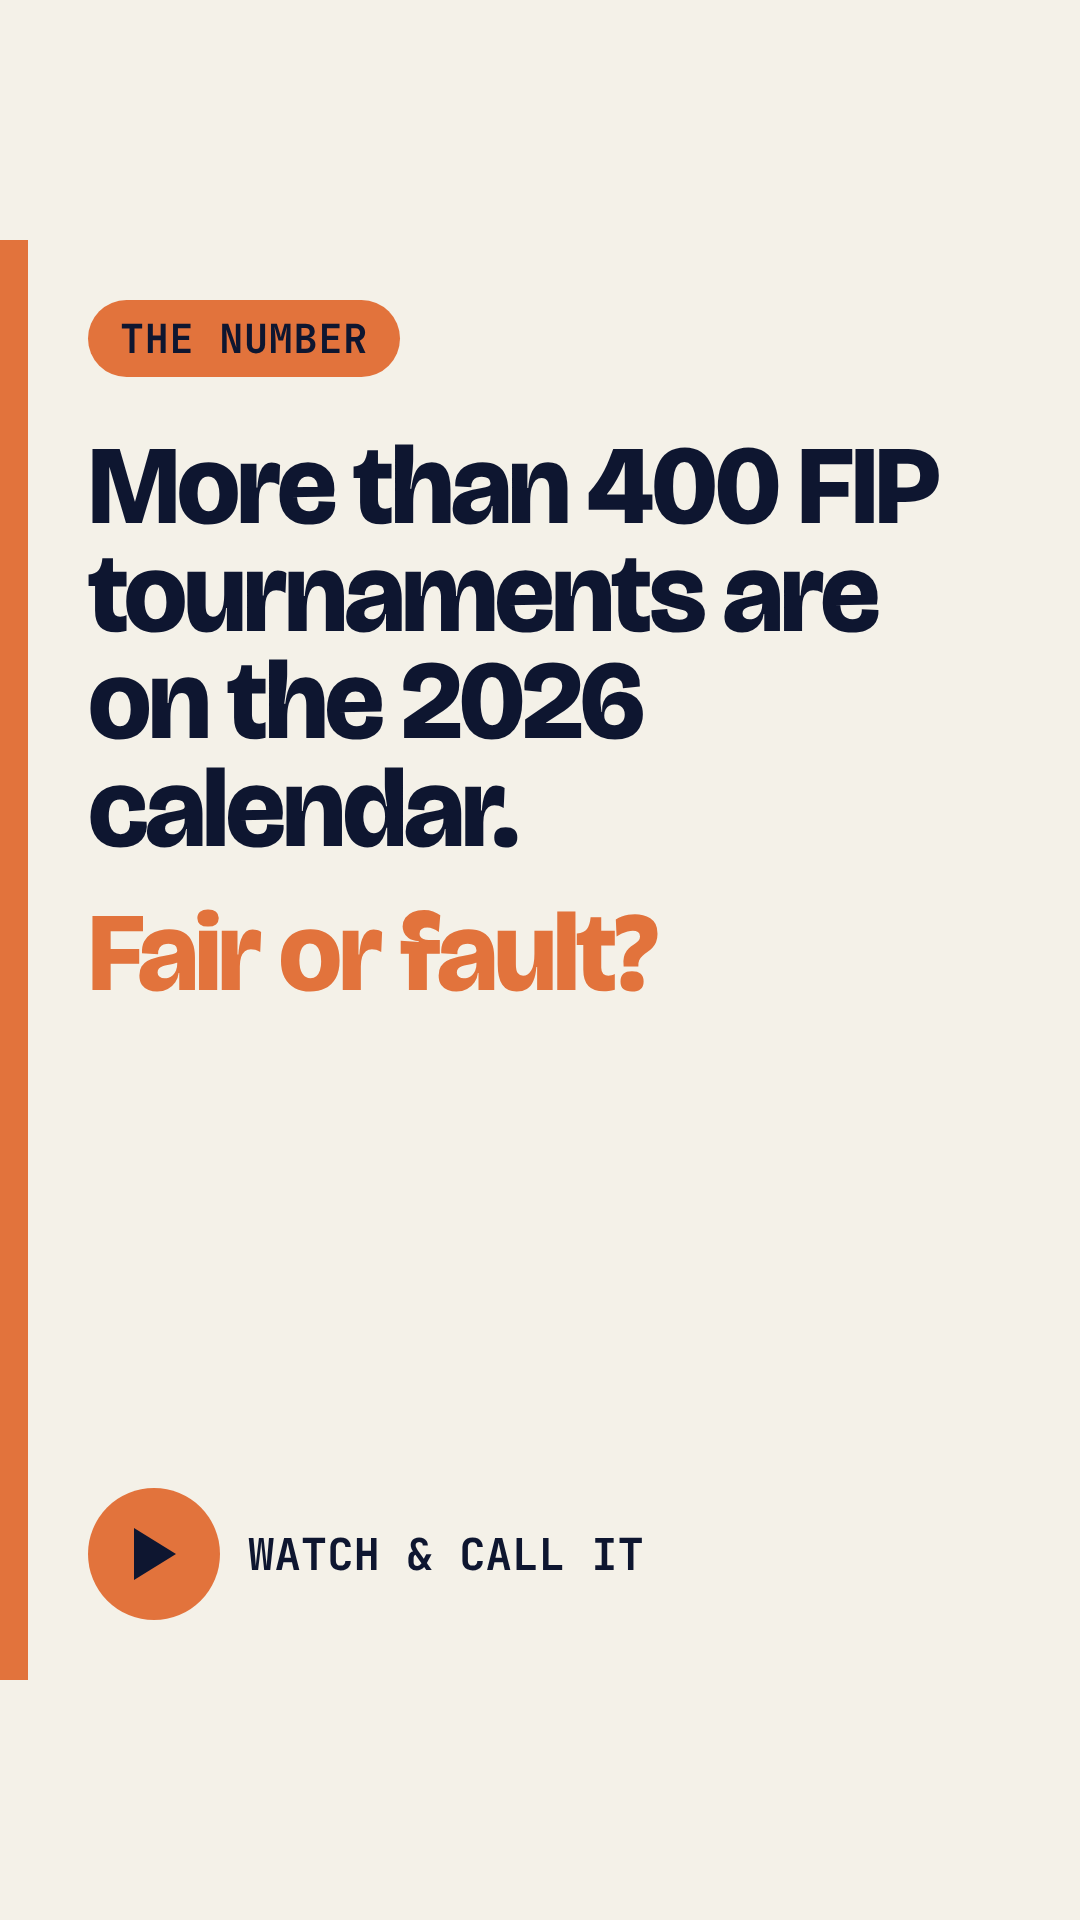 THE NUMBER
More than 400 FIP
tournaments are
on the 2026
calendar.
Fair or fault?
WATCH & CALL IT